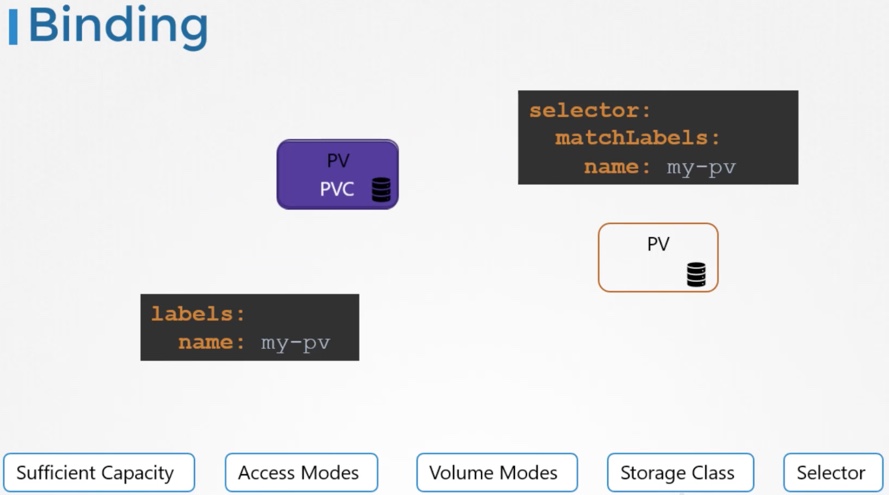 Binding
selector:
matchLabels:
name: my-pv
PV
PVC
PV
labels:
name: my-pv
Sufficient Capacity
Access Modes
Volume Modes
Storage Class
Selector